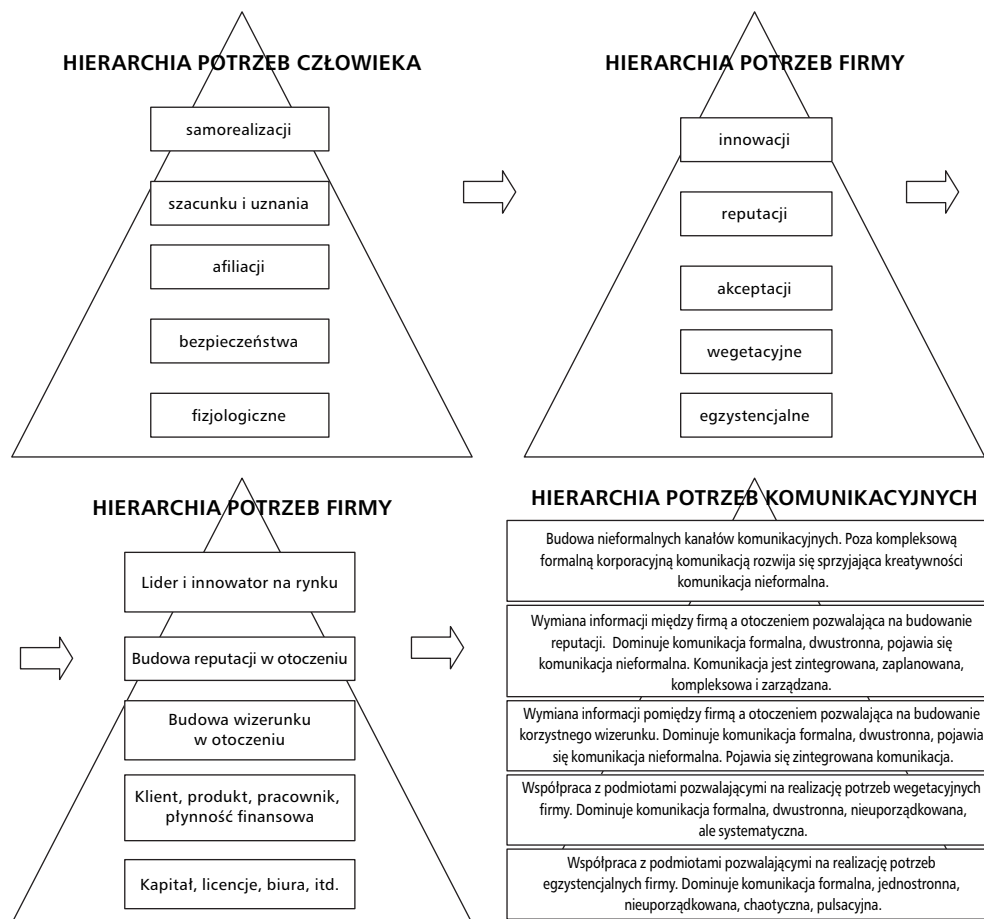 HIERARCHIA POTRZEB CZŁOWIEKA
samorealizacji
szacunku i uznania
afiliacji
bezpieczeństwa
fizjologiczne
HIERARCHIA POTRZEB FIRMY
innowacji
reputacji
akceptacji
wegetacyjne
egzystencjalne
HIERARCHIA POTRZEB FIRMY
Lider i innowator na rynku
Budowa reputacji w otoczeniu
Budowa wizerunku
w otoczeniu
Klient, produkt, pracownik,
płynność finansowa
Kapitał, licencje, biura, itd.
HIERARCHIA POTRZEB KOMUNIKACYJNYCH
Budowa nieformalnych kanałów komunikacyjnych. Poza kompleksową
formalną korporacyjną komunikacją rozwija się sprzyjająca kreatywności
komunikacja nieformalna.
Wymiana informacji między firmą a otoczeniem pozwalająca na budowanie
reputacji. Dominuje komunikacja formalna, dwustronna, pojawia się
komunikacja nieformalna. Komunikacja jest zintegrowana, zaplanowana,
kompleksowa i zarządzana.
Wymiana informacji pomiędzy firmą a otoczeniem pozwalająca na budowanie
korzystnego wizerunku. Dominuje komunikacja formalna, dwustronna, pojawia
się komunikacja nieformalna. Pojawia się zintegrowana komunikacja.
Współpraca z podmiotami pozwalającymi na realizację potrzeb wegetacyjnych
firmy. Dominuje komunikacja formalna, dwustronna, nieuporządkowana,
ale systematyczna.
Współpraca z podmiotami pozwalającymi na realizację potrzeb
egzystencjalnych firmy. Dominuje komunikacja formalna, jednostronna,
nieuporządkowana, chaotyczna, pulsacyjna.